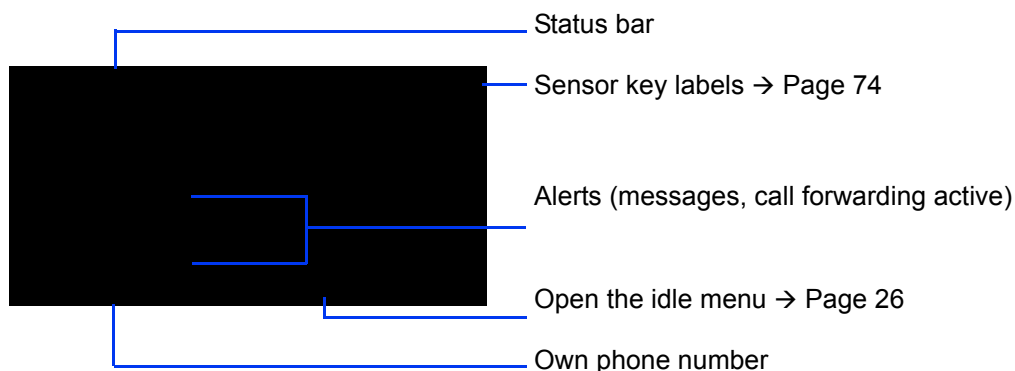 Status bar
Sensor key labels → Page 74
Alerts (messages, call forwarding active)
Open the idle menu → Page 26
Own phone number